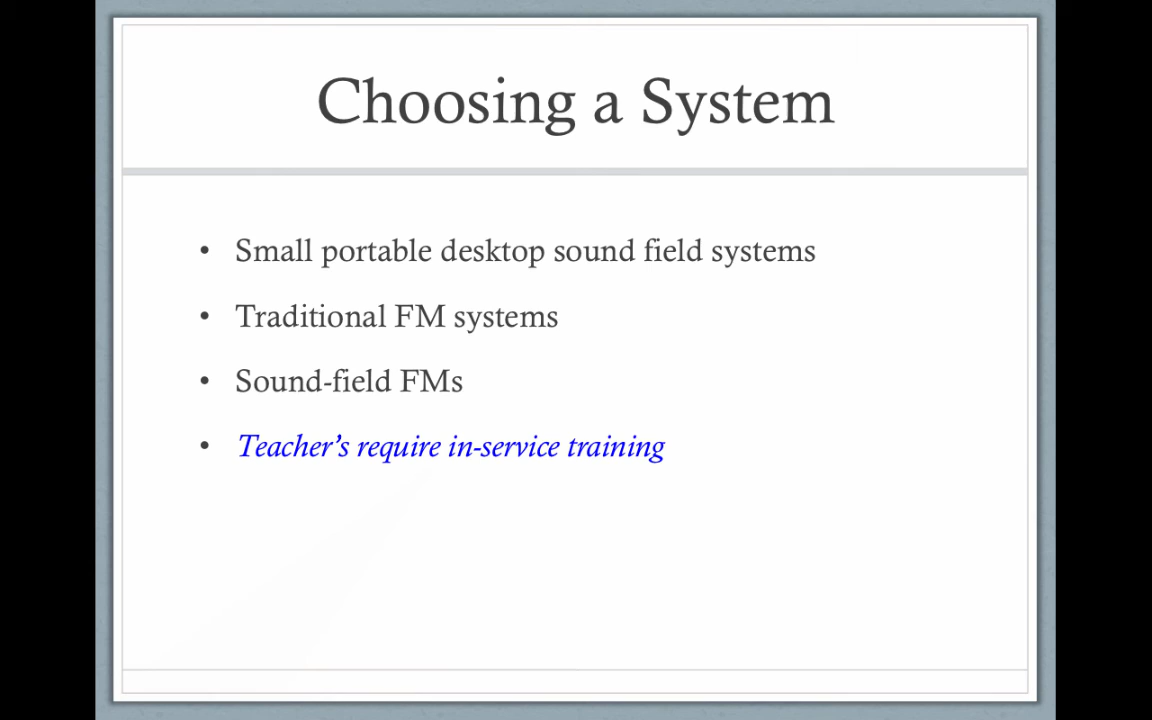 Choosing a System
• Small portable desktop sound field systems
• Traditional FM systems
• Sound-field FMs
• Teacher’s require in-service training